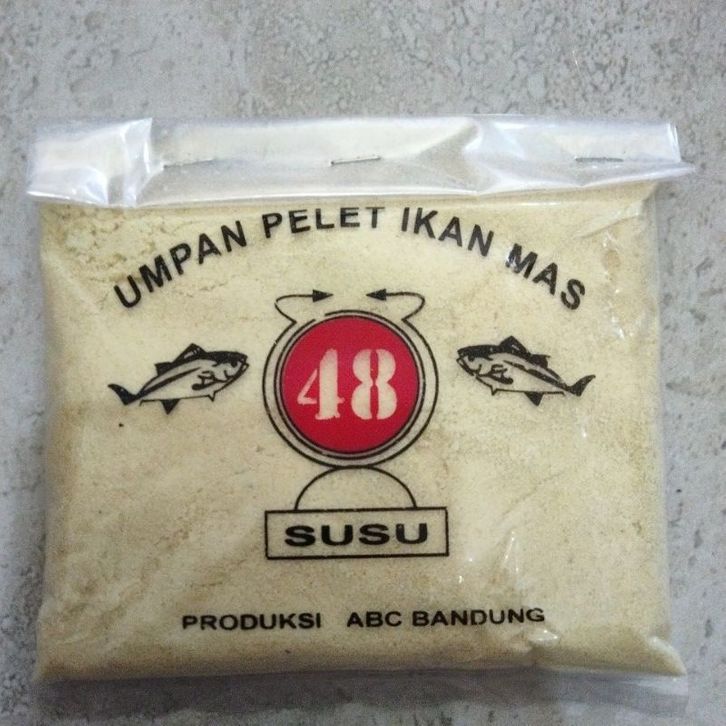 UMPAN PELET IKAN MAS
48
SUSU
PRODUKSI ABC BANDUNG